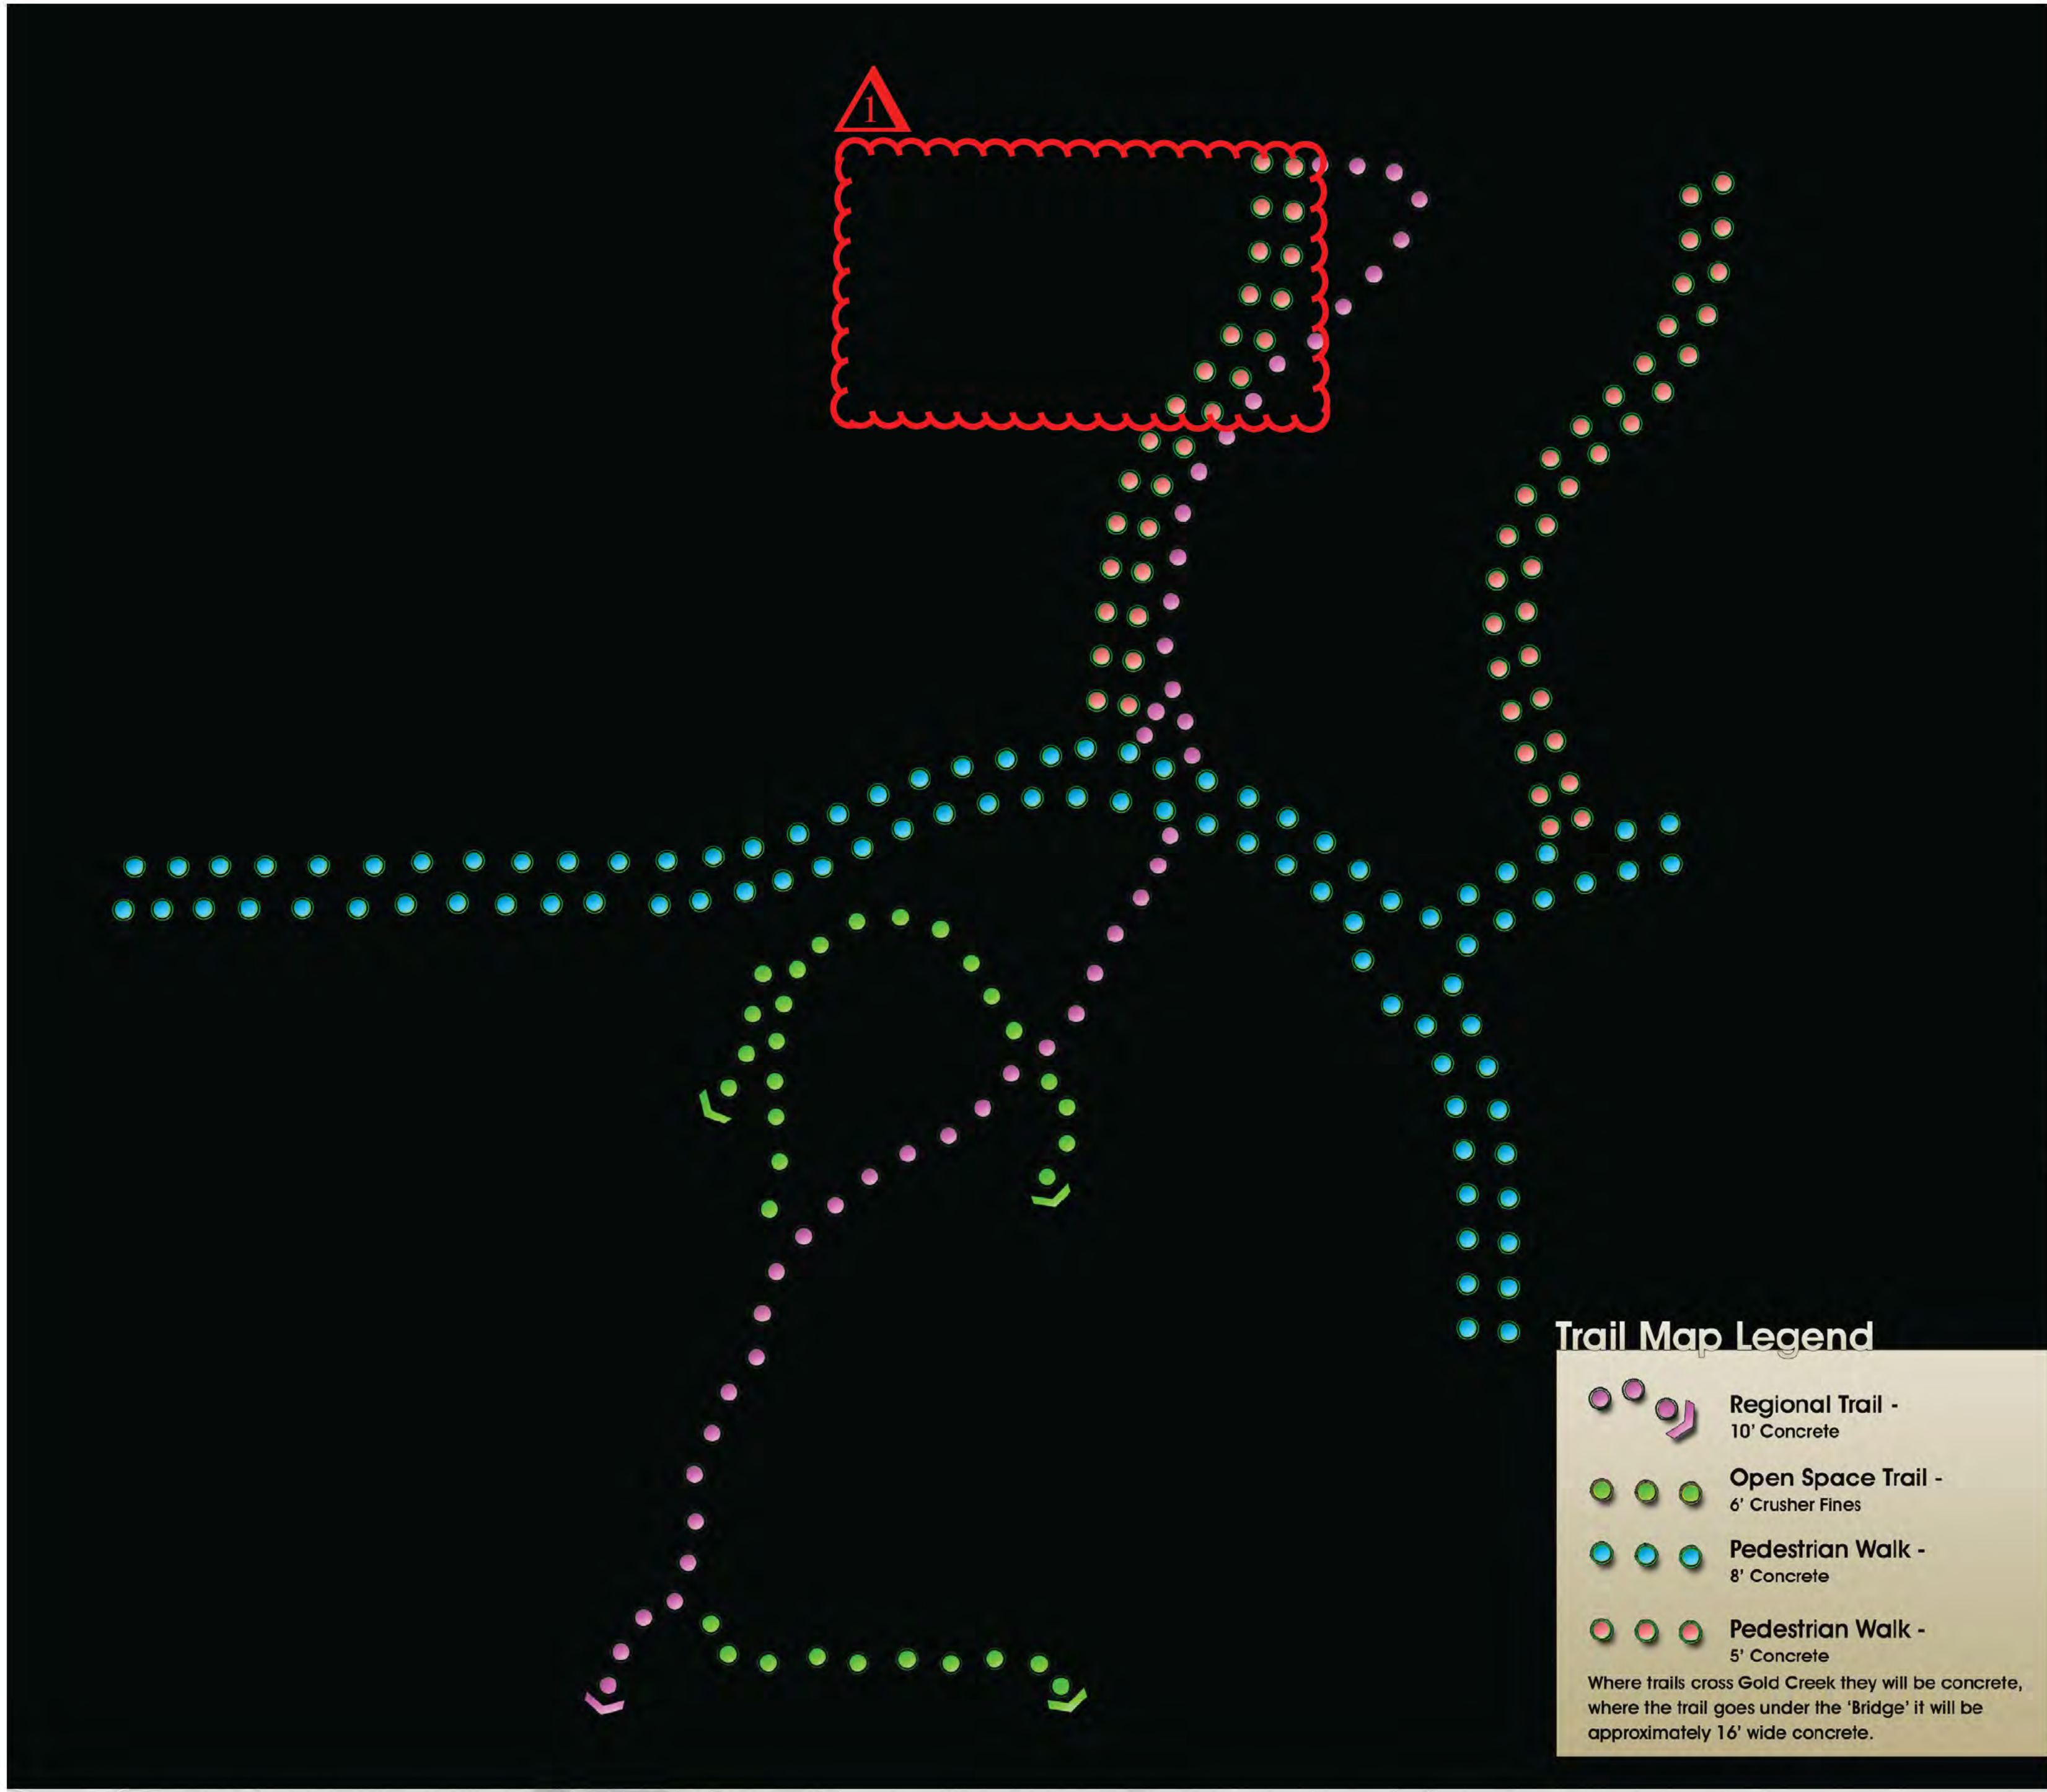 1
Trail Map Legend
Regional Trail -
10' Concrete
Open Space Trail -
6' Crusher Fines
Pedestrian Walk -
8' Concrete
Pedestrian Walk -
5' Concrete
Where trails cross Gold Creek they will be concrete,
where the trail goes under the 'Bridge' it will be
approximately 16' wide concrete.